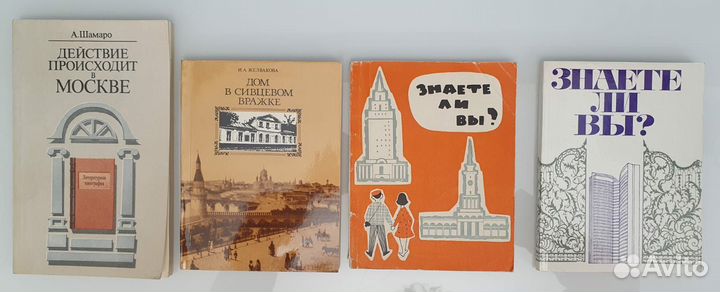 А. Шамаро
ДЕЙСТВИЕ
ПРОИСХОДИТ
В
МОСКВЕ
Литературная
топография
И.А. ЖЕЛВАКОВА
ДОМ
В СИВЦЕВОМ
ВРАЖКЕ
ЗНАЕТЕ
ЛИ
ВЫ?
ЗНАЕТЕ
ЛИ
ВЫ?
Avito